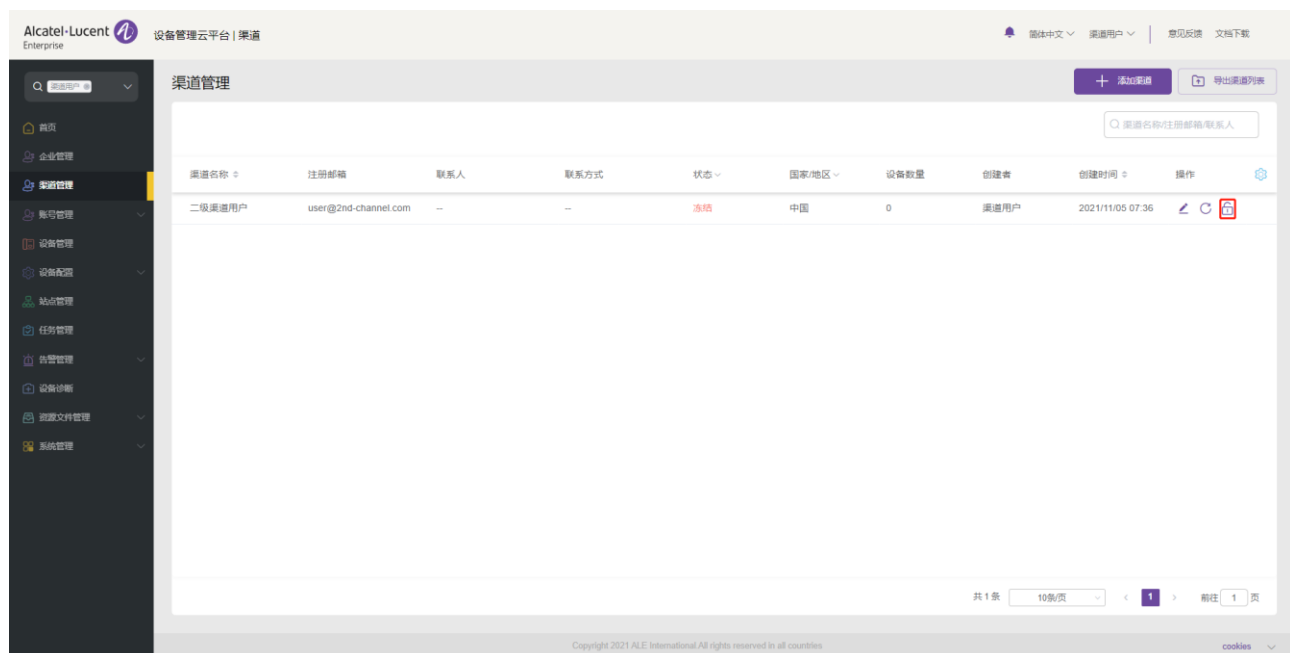 Alcatel·Lucent
Enterprise
设备管理云平台 | 渠道
简体中文
渠道用户
意见反馈
文档下载
渠道用户
首页
企业管理
渠道管理
账号管理
设备管理
设备配置
站点管理
任务管理
告警管理
设备诊断
资源文件管理
系统管理
渠道管理
添加渠道
导出渠道列表
渠道名称/注册邮箱/联系人
渠道名称 注册邮箱 联系人 联系方式 状态 国家/地区 设备数量 创建者 创建时间 操作
二级渠道用户 user@2nd-channel.com -- -- 冻结 中国 0 渠道用户 2021/11/05 07:36
共 1 条 10条/页 < 1 > 前往 1 页
Copyright 2021 ALE International All rights reserved in all countries
cookies